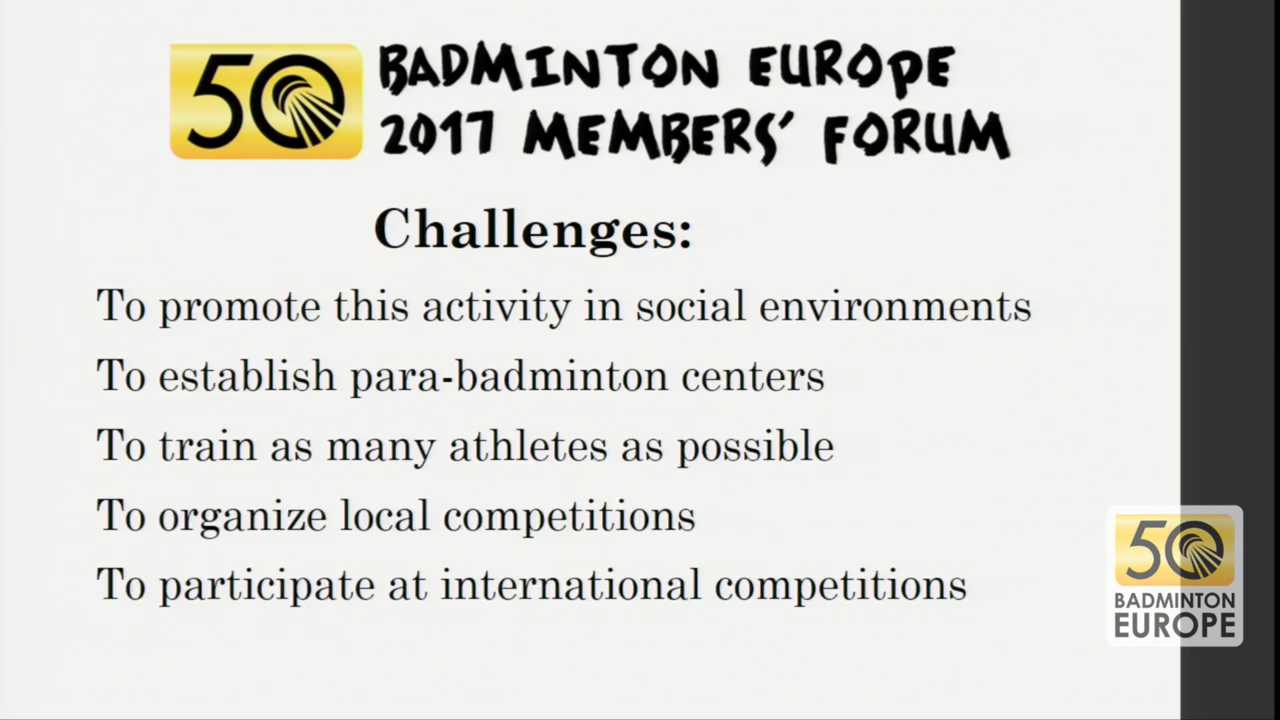 50 BADMINTON EUROPE
2017 MEMBERS' FORUM
Challenges:
To promote this activity in social environments
To establish para-badminton centers
To train as many athletes as possible
To organize local competitions
To participate at international competitions
50
BADMINTON
EUROPE